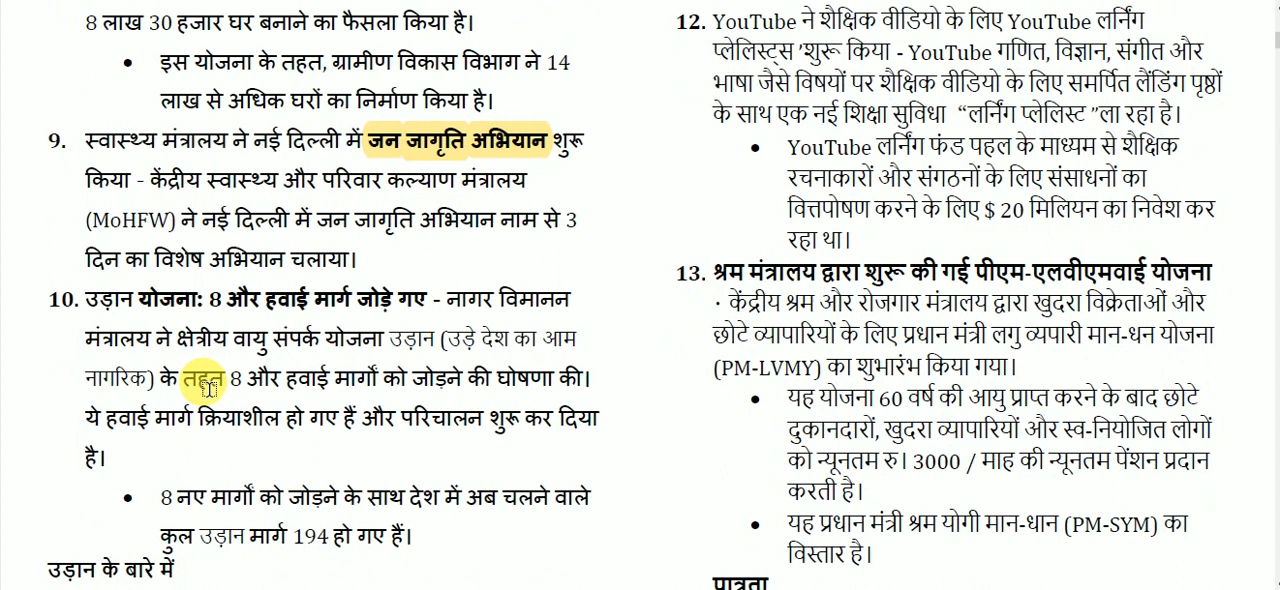 8 लाख 30 हजार घर बनाने का फैसला किया है।
• इस योजना के तहत, ग्रामीण विकास विभाग ने 14
लाख से अधिक घरों का निर्माण किया है।
9. स्वास्थ्य मंत्रालय ने नई दिल्ली में जन जागृति अभियान शुरू
किया - केंद्रीय स्वास्थ्य और परिवार कल्याण मंत्रालय
(MoHFW) ने नई दिल्ली में जन जागृति अभियान नाम से 3
दिन का विशेष अभियान चलाया।
10. उड़ान योजना: 8 और हवाई मार्ग जोड़े गए - नागर विमानन
मंत्रालय ने क्षेत्रीय वायु संपर्क योजना उड़ान (उड़े देश का आम
नागरिक) के तहत 8 और हवाई मार्गों को जोड़ने की घोषणा की।
ये हवाई मार्ग क्रियाशील हो गए हैं और परिचालन शुरू कर दिया
है।
• 8 नए मार्गों को जोड़ने के साथ देश में अब चलने वाले
कुल उड़ान मार्ग 194 हो गए हैं।
उड़ान के बारे में
12. YouTube ने शैक्षिक वीडियो के लिए YouTube लर्निंग
प्लेलिस्ट्स 'शुरू किया - YouTube गणित, विज्ञान, संगीत और
भाषा जैसे विषयों पर शैक्षिक वीडियो के लिए समर्पित लैंडिंग पृष्ठों
के साथ एक नई शिक्षा सुविधा “लर्निंग प्लेलिस्ट ”ला रहा है।
• YouTube लर्निंग फंड पहल के माध्यम से शैक्षिक
रचनाकारों और संगठनों के लिए संसाधनों का
वित्तपोषण करने के लिए $ 20 मिलियन का निवेश कर
रहा था।
13. श्रम मंत्रालय द्वारा शुरू की गई पीएम-एलवीएमवाई योजना
· केंद्रीय श्रम और रोजगार मंत्रालय द्वारा खुदरा विक्रेताओं और
छोटे व्यापारियों के लिए प्रधान मंत्री लगु व्यपारी मान-धन योजना
(PM-LVMY) का शुभारंभ किया गया।
• यह योजना 60 वर्ष की आयु प्राप्त करने के बाद छोटे
दुकानदारों, खुदरा व्यापारियों और स्व-नियोजित लोगों
को न्यूनतम रु। 3000 / माह की न्यूनतम पेंशन प्रदान
करती है।
• यह प्रधान मंत्री श्रम योगी मान-धान (PM-SYM) का
विस्तार है।
पात्रता